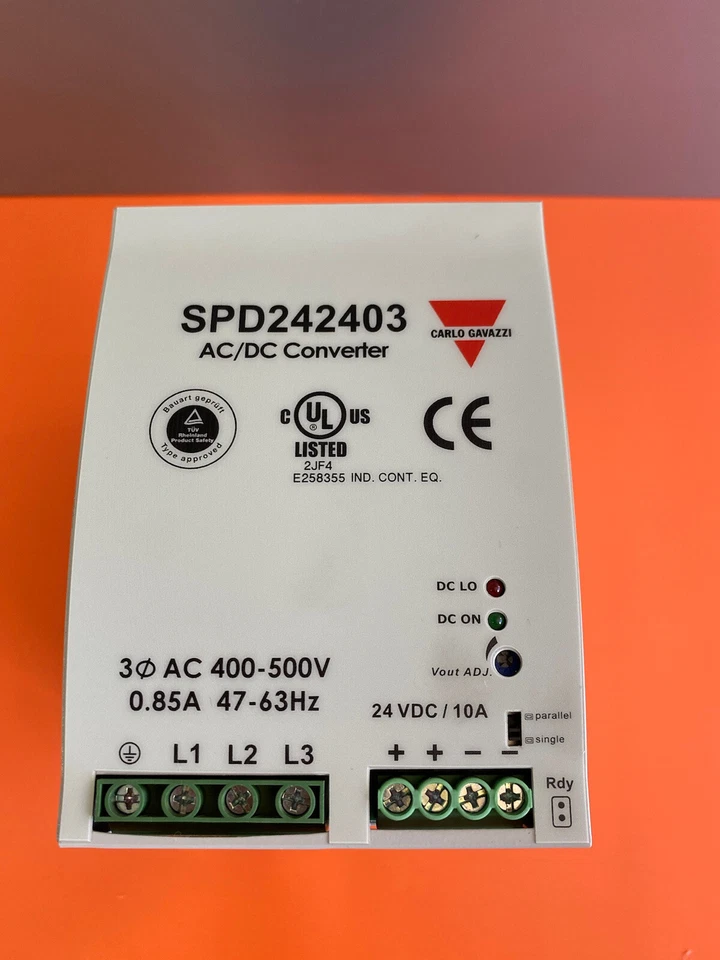 SPD242403
AC/DC Converter
CARLO GAVAZZI
Bauart geprüft
TÜV
Rheinland
Product Safety
Type approved
C UL US
®
LISTED
2JF4
E258355 IND. CONT. EQ.
CE
DC LO
DC ON
Vout ADJ.
3Ø AC 400-500V
0.85A 47-63Hz
24 VDC / 10A
parallel
single
L1 L2 L3
+ + − −
Rdy